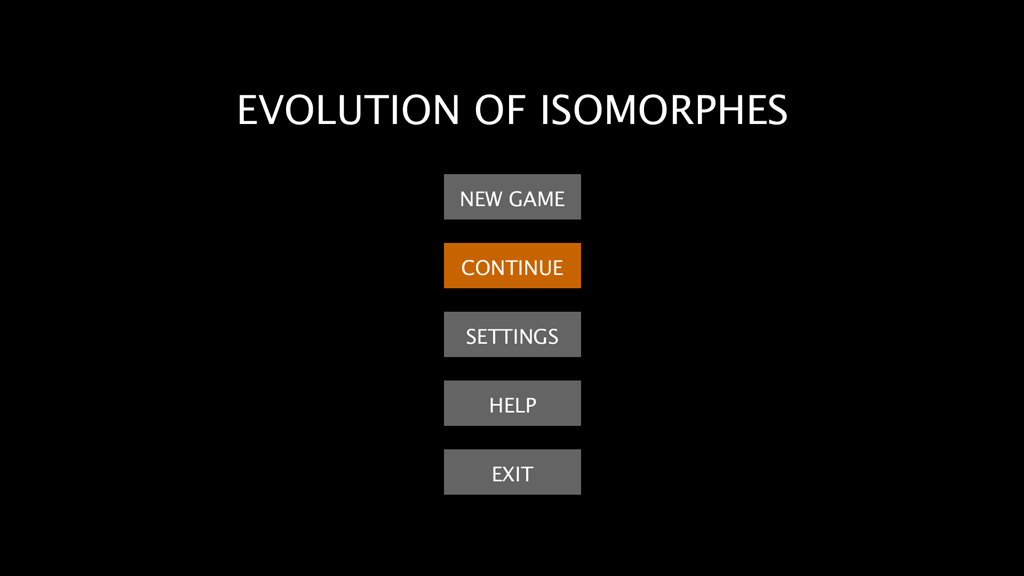 EVOLUTION OF ISOMORPHES
NEW GAME
CONTINUE
SETTINGS
HELP
EXIT